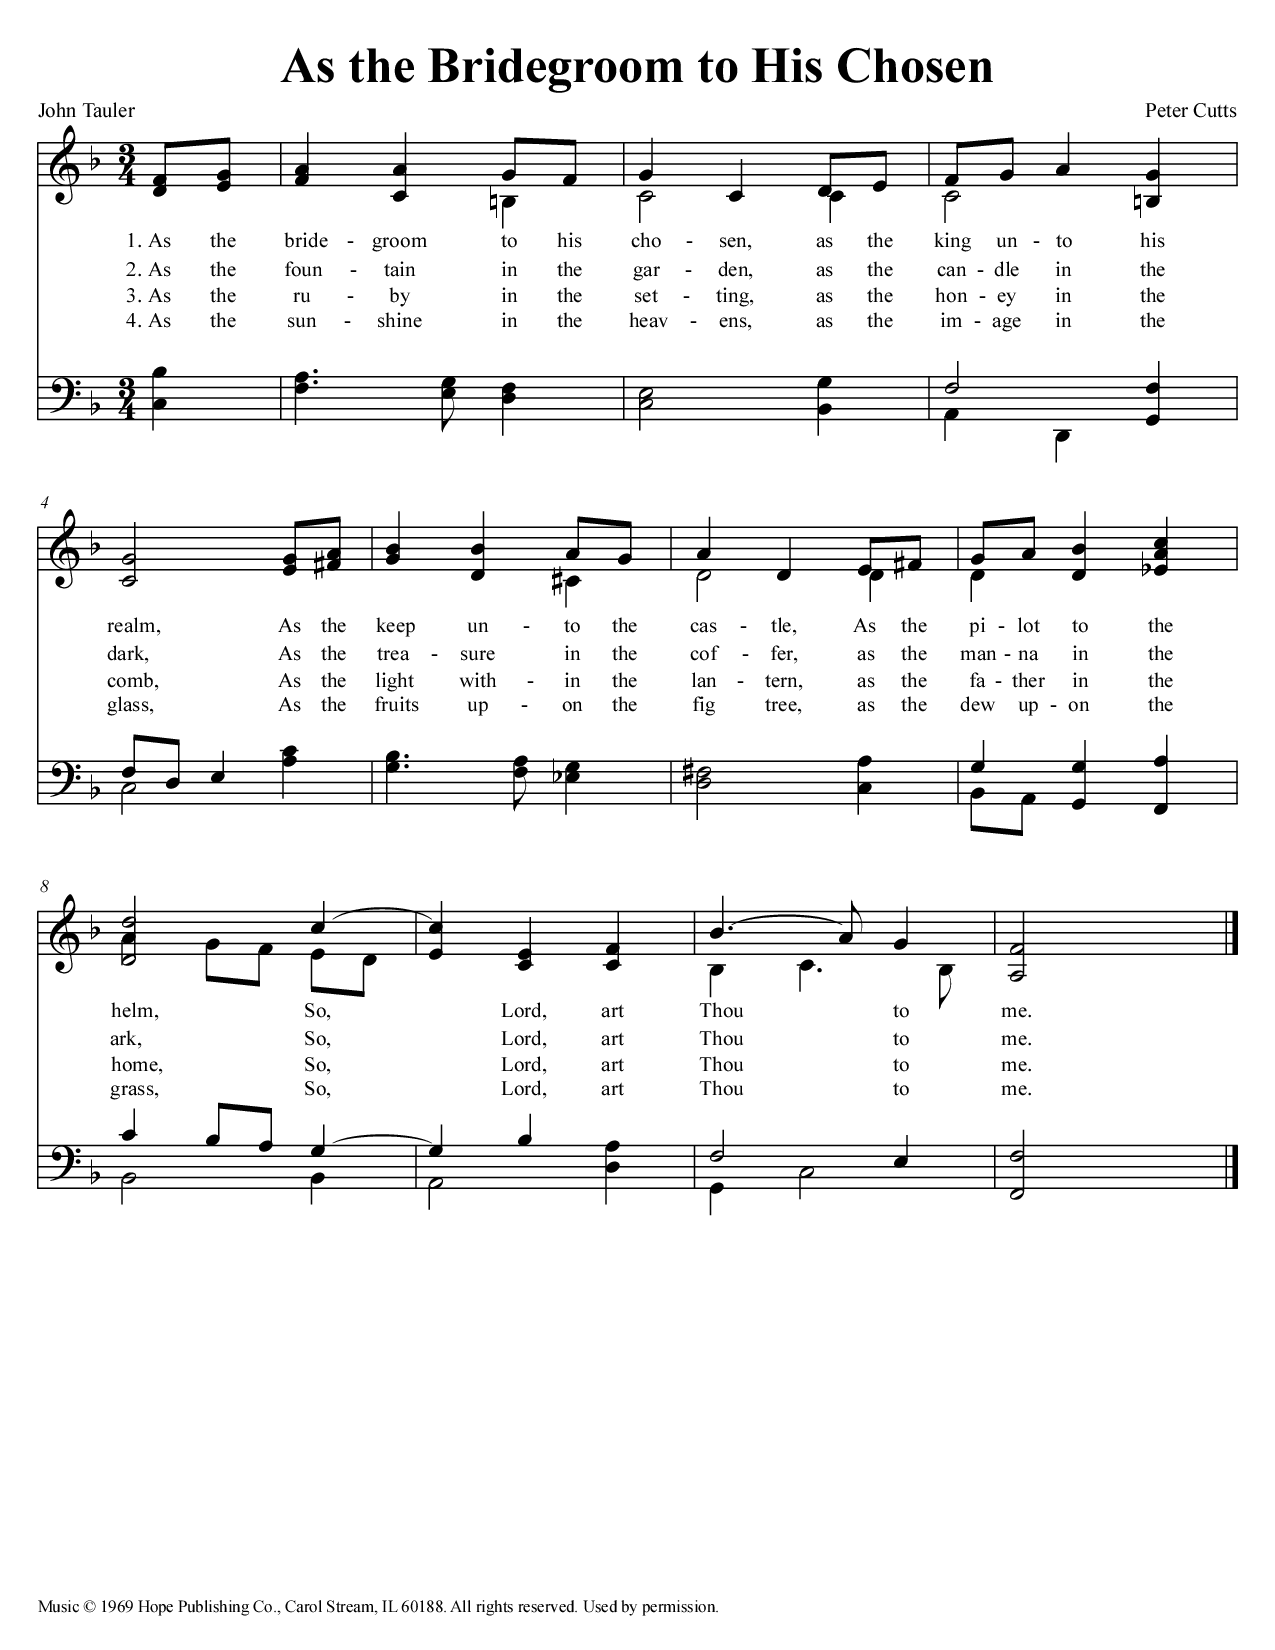 As the Bridegroom to His Chosen
John Tauler
Peter Cutts
3
4
1. As the bride - groom to his cho - sen, as the king un - to his
2. As the foun - tain in the gar - den, as the can - dle in the
3. As the ru - by in the set - ting, as the hon - ey in the
4. As the sun - shine in the heav - ens, as the im - age in the
3
4
4
realm, As the keep un - to the cas - tle, As the pi - lot to the
dark, As the trea - sure in the cof - fer, as the man - na in the
comb, As the light with - in the lan - tern, as the fa - ther in the
glass, As the fruits up - on the fig tree, as the dew up - on the
8
helm, So, Lord, art Thou to me.
ark, So, Lord, art Thou to me.
home, So, Lord, art Thou to me.
grass, So, Lord, art Thou to me.
Music © 1969 Hope Publishing Co., Carol Stream, IL 60188. All rights reserved. Used by permission.